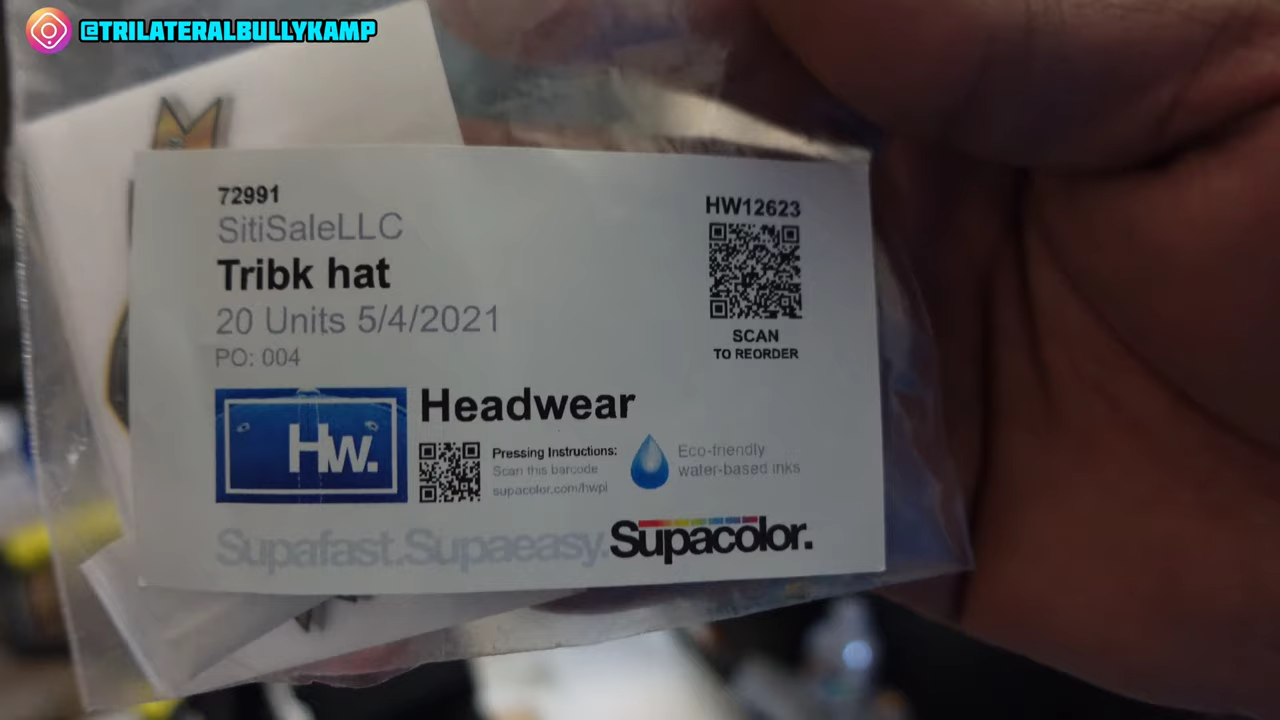 @TRILATERALBULLYKAMP
72991
SitiSaleLLC
Tribk hat
20 Units 5/4/2021
PO: 004
HW12623
SCAN
TO REORDER
HW.
Headwear
Pressing Instructions:
Scan this barcode
supacolor.com/hwpi
Eco-friendly
water-based inks
Supafast.Supaeasy.Supacolor.